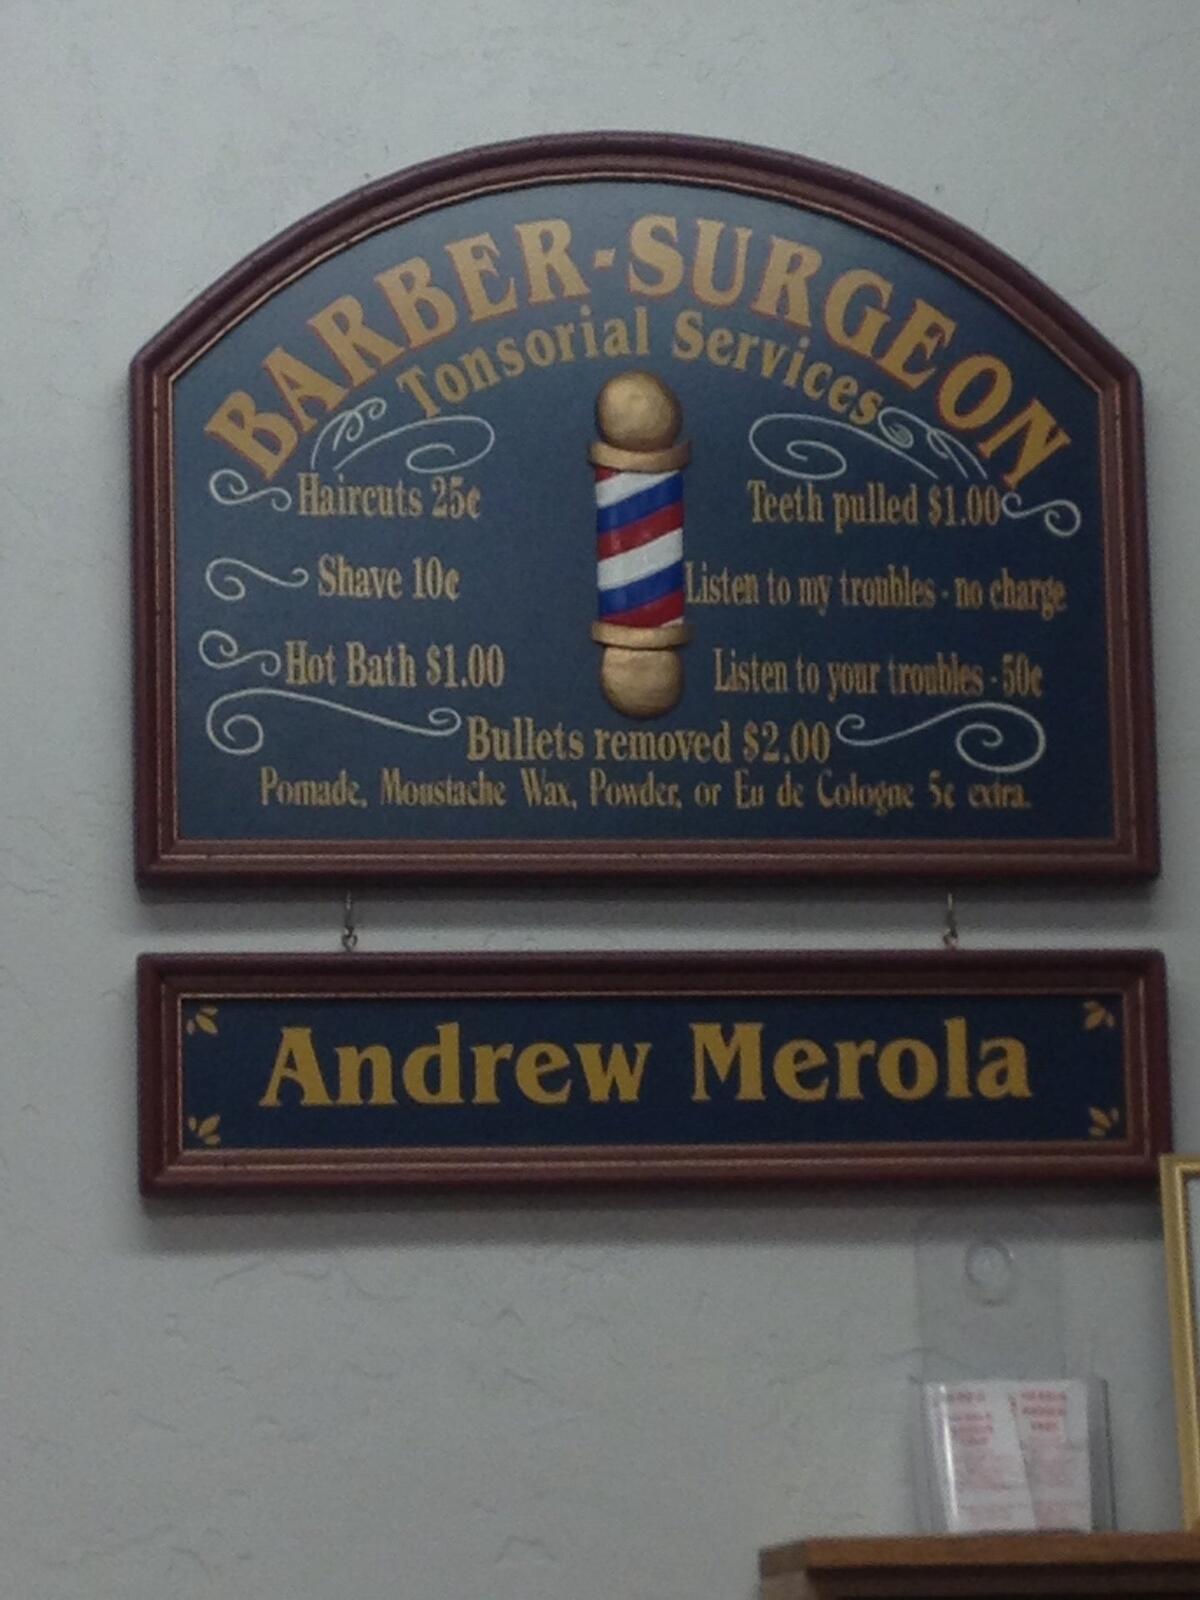 BARBER-SURGEON
Tonsorial Services
Haircuts 25¢
Shave 10¢
Hot Bath $1.00
Teeth pulled $1.00
Listen to my troubles - no charge
Listen to your troubles - 50¢
Bullets removed $2.00
Pomade, Moustache Wax, Powder, or Eu de Cologne 5¢ extra.
Andrew Merola